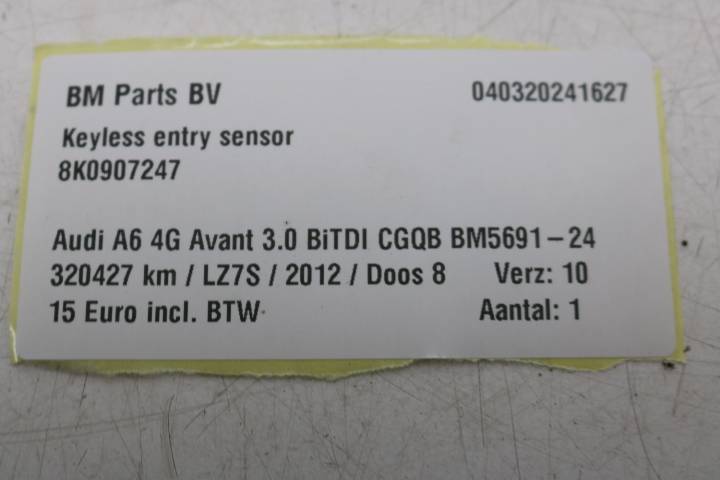 BM Parts BV 040320241627
Keyless entry sensor
8K0907247
Audi A6 4G Avant 3.0 BiTDI CGQB BM5691-24
320427 km / LZ7S / 2012 / Doos 8 Verz: 10
15 Euro incl. BTW Aantal: 1